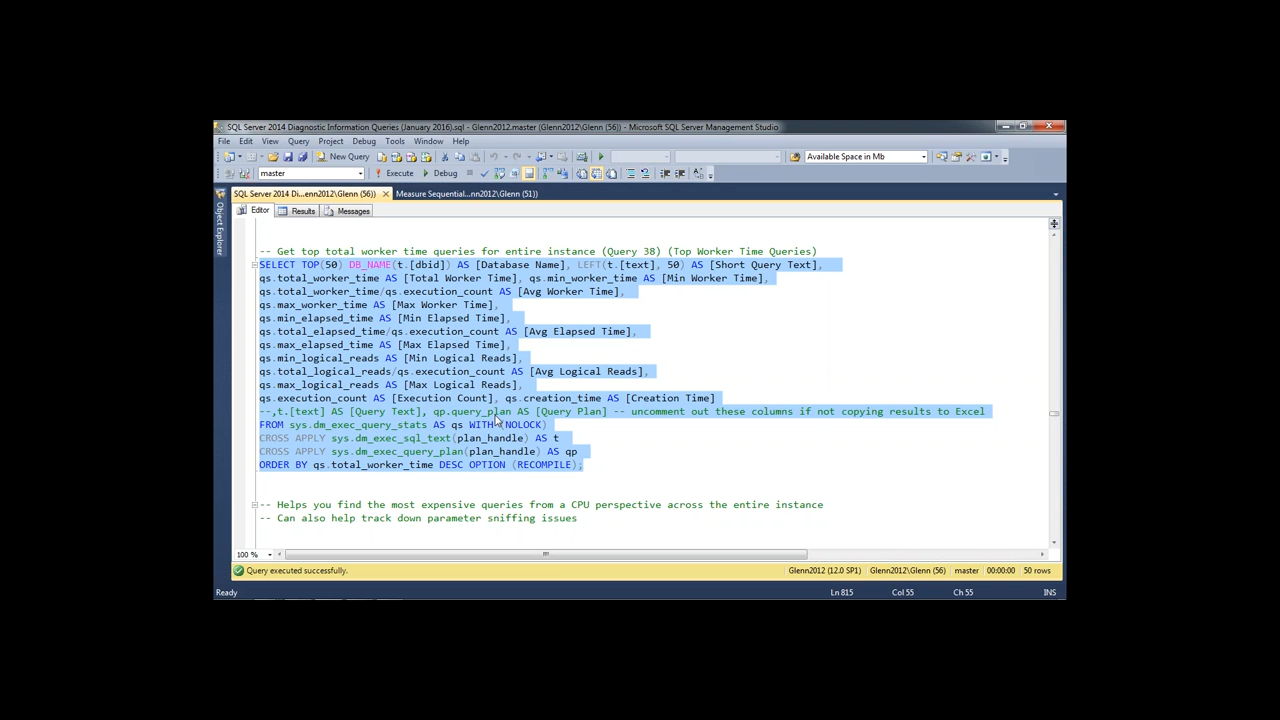 SQL Server 2014 Diagnostic Information Queries (January 2016).sql - Glenn2012.master (Glenn2012\Glenn (56)) - Microsoft SQL Server Management Studio
File Edit View Query Project Debug Tools Window Help
New Query Available Space in Mb
master Execute Debug
SQL Server 2014 Di...enn2012\Glenn (56)) Measure Sequential...nn2012\Glenn (51))
Object Explorer
Editor Results Messages
-- Get top total worker time queries for entire instance (Query 38) (Top Worker Time Queries)
SELECT TOP(50) DB_NAME(t.[dbid]) AS [Database Name], LEFT(t.[text], 50) AS [Short Query Text],
qs.total_worker_time AS [Total Worker Time], qs.min_worker_time AS [Min Worker Time],
qs.total_worker_time/qs.execution_count AS [Avg Worker Time],
qs.max_worker_time AS [Max Worker Time],
qs.min_elapsed_time AS [Min Elapsed Time],
qs.total_elapsed_time/qs.execution_count AS [Avg Elapsed Time],
qs.max_elapsed_time AS [Max Elapsed Time],
qs.min_logical_reads AS [Min Logical Reads],
qs.total_logical_reads/qs.execution_count AS [Avg Logical Reads],
qs.max_logical_reads AS [Max Logical Reads],
qs.execution_count AS [Execution Count], qs.creation_time AS [Creation Time]
--,t.[text] AS [Query Text], qp.query_plan AS [Query Plan] -- uncomment out these columns if not copying results to Excel
FROM sys.dm_exec_query_stats AS qs WITH (NOLOCK)
CROSS APPLY sys.dm_exec_sql_text(plan_handle) AS t
CROSS APPLY sys.dm_exec_query_plan(plan_handle) AS qp
ORDER BY qs.total_worker_time DESC OPTION (RECOMPILE);
-- Helps you find the most expensive queries from a CPU perspective across the entire instance
-- Can also help track down parameter sniffing issues
100 %
Query executed successfully. Glenn2012 (12.0 SP1) Glenn2012\Glenn (56) master 00:00:00 50 rows
Ready Ln 815 Col 55 Ch 55 INS